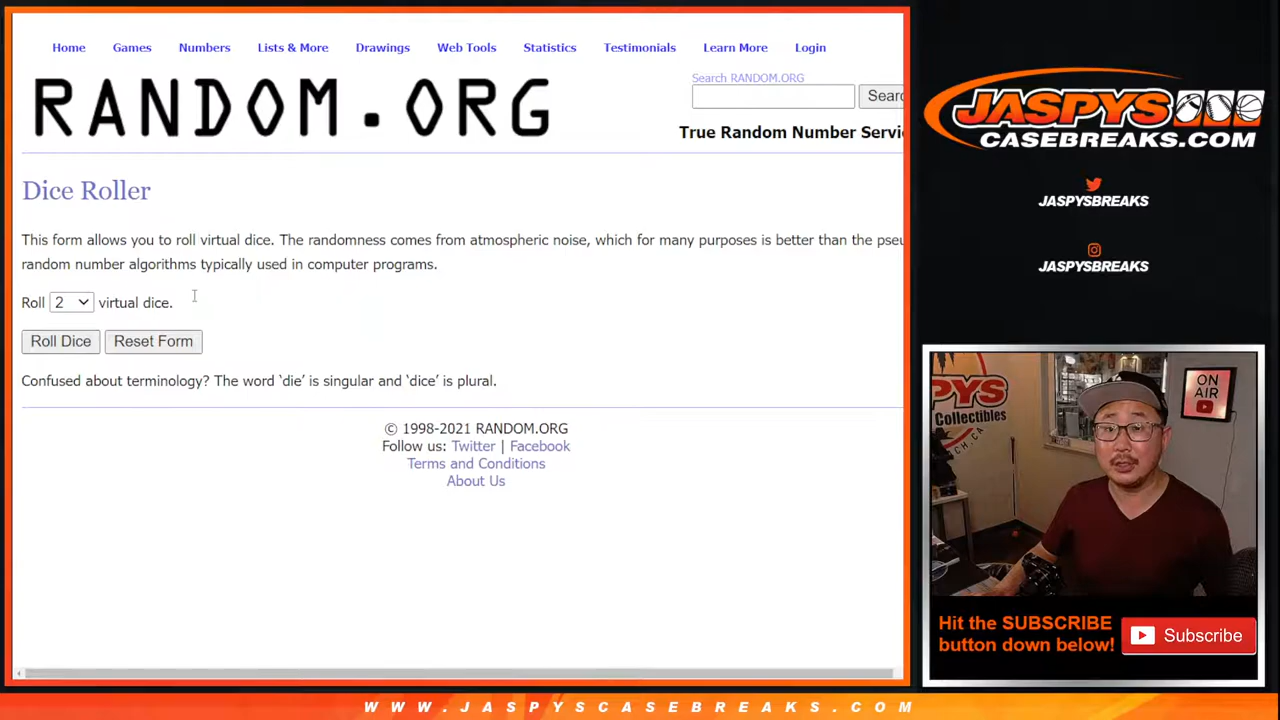 Home Games Numbers Lists & More Drawings Web Tools Statistics Testimonials Learn More Login
RANDOM.ORG
Search RANDOM.ORG
Searc
True Random Number Servi
Dice Roller
This form allows you to roll virtual dice. The randomness comes from atmospheric noise, which for many purposes is better than the pseu
random number algorithms typically used in computer programs.
Roll 2 virtual dice.
Roll Dice Reset Form
Confused about terminology? The word ‘die’ is singular and ‘dice’ is plural.
© 1998-2021 RANDOM.ORG
Follow us: Twitter | Facebook
Terms and Conditions
About Us
JASPYS
CASEBREAKS.COM
JASPYSBREAKS
JASPYSBREAKS
PYS
Collectibles
ON
AIR
Hit the SUBSCRIBE
button down below!
Subscribe
WWW.JASPYSCASEBREAKS.COM